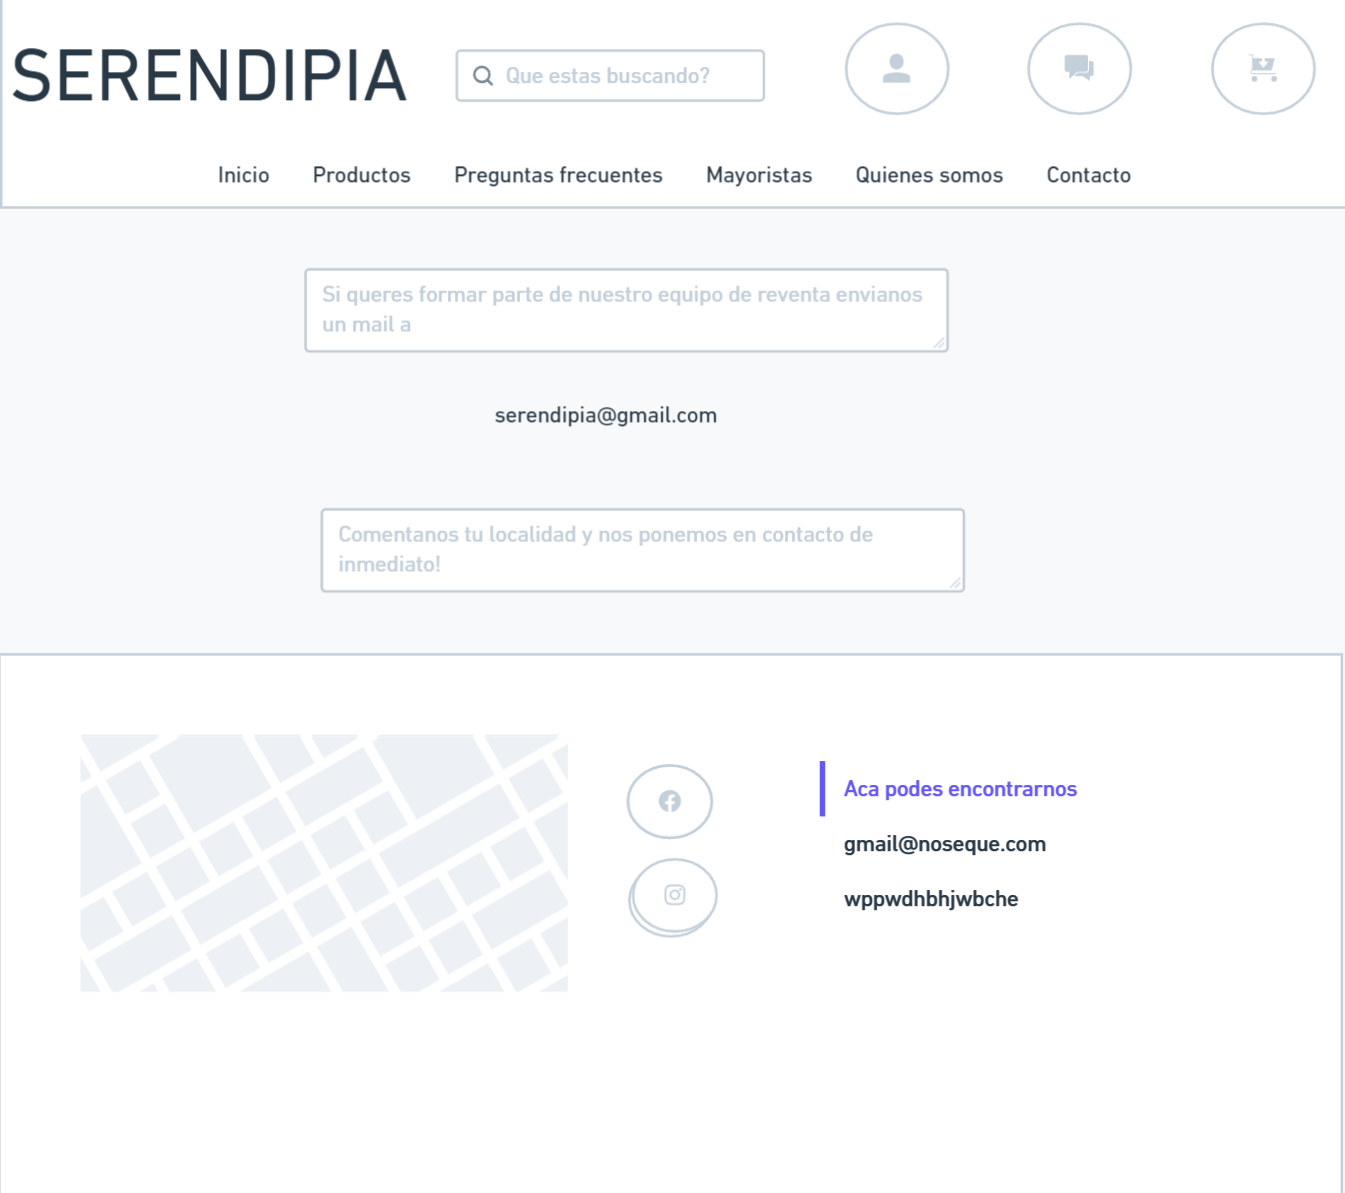 SERENDIPIA
Que estas buscando?
Inicio Productos Preguntas frecuentes Mayoristas Quienes somos Contacto
Si queres formar parte de nuestro equipo de reventa envianos
un mail a
serendipia@gmail.com
Comentanos tu localidad y nos ponemos en contacto de
inmediato!
Aca podes encontrarnos
gmail@noseque.com
wppwdhbhjwbche